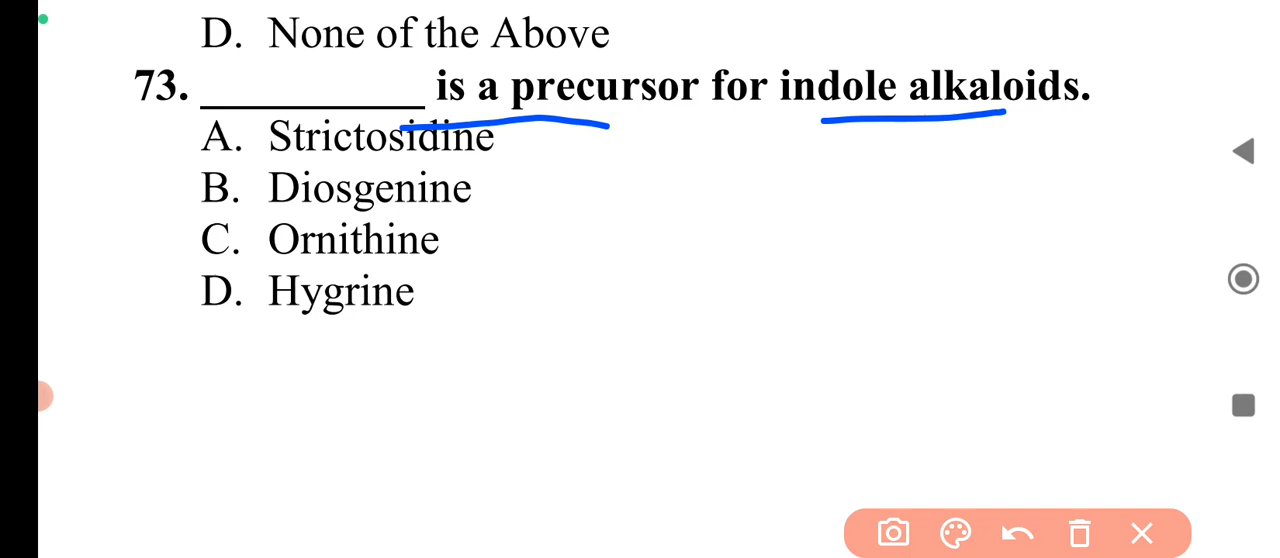 D. None of the Above
73. __________ is a precursor for indole alkaloids.
A. Strictosidine
B. Diosgenine
C. Ornithine
D. Hygrine